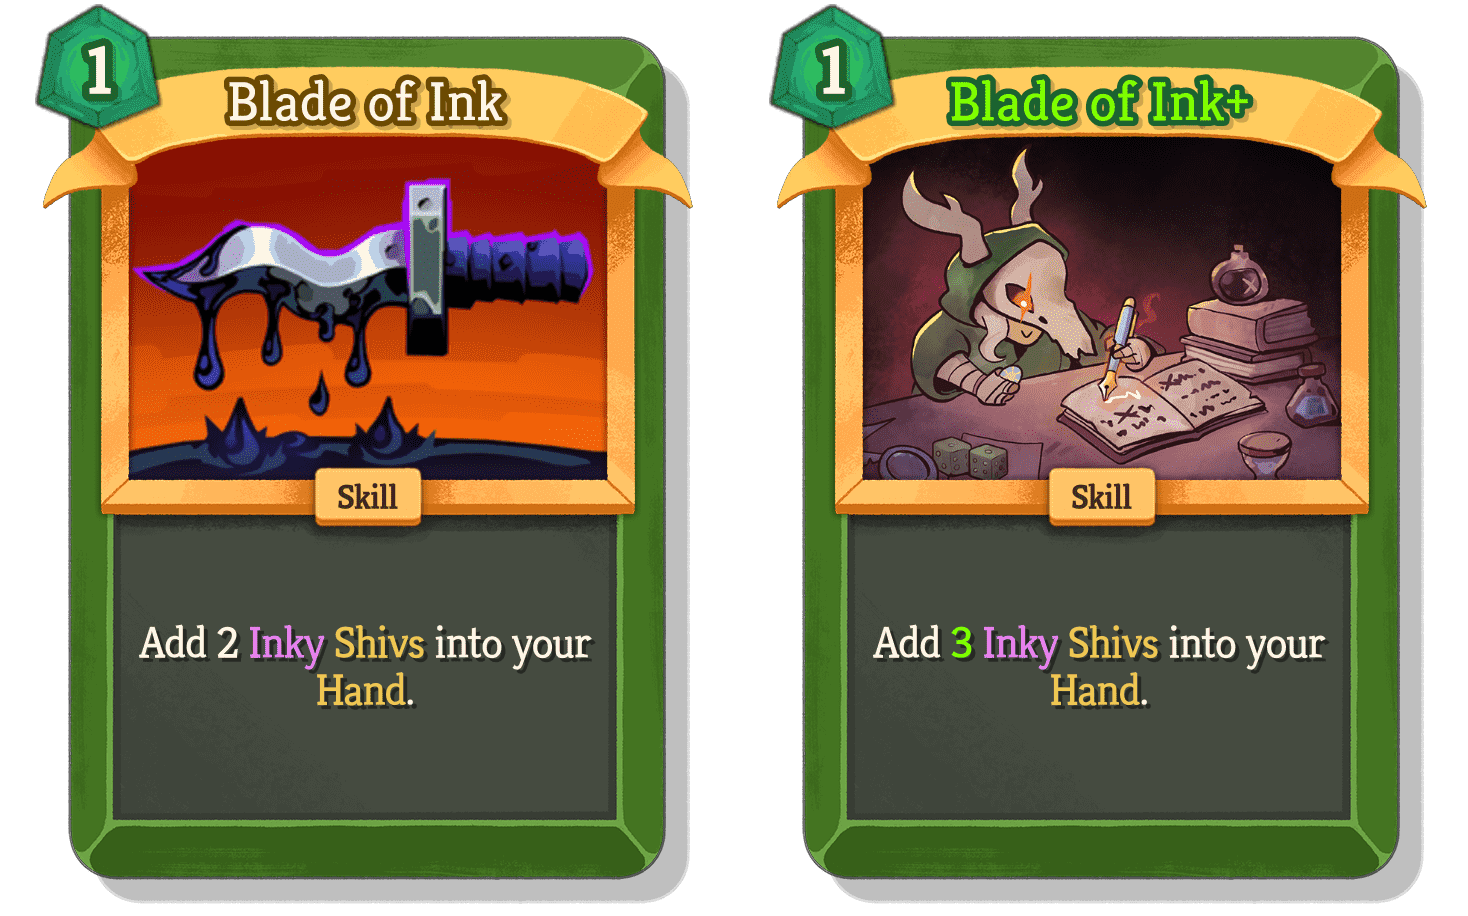 1
Blade of Ink
Skill
Add 2 Inky Shivs into your
Hand.
1
Blade of Ink+
Skill
Add 3 Inky Shivs into your
Hand.